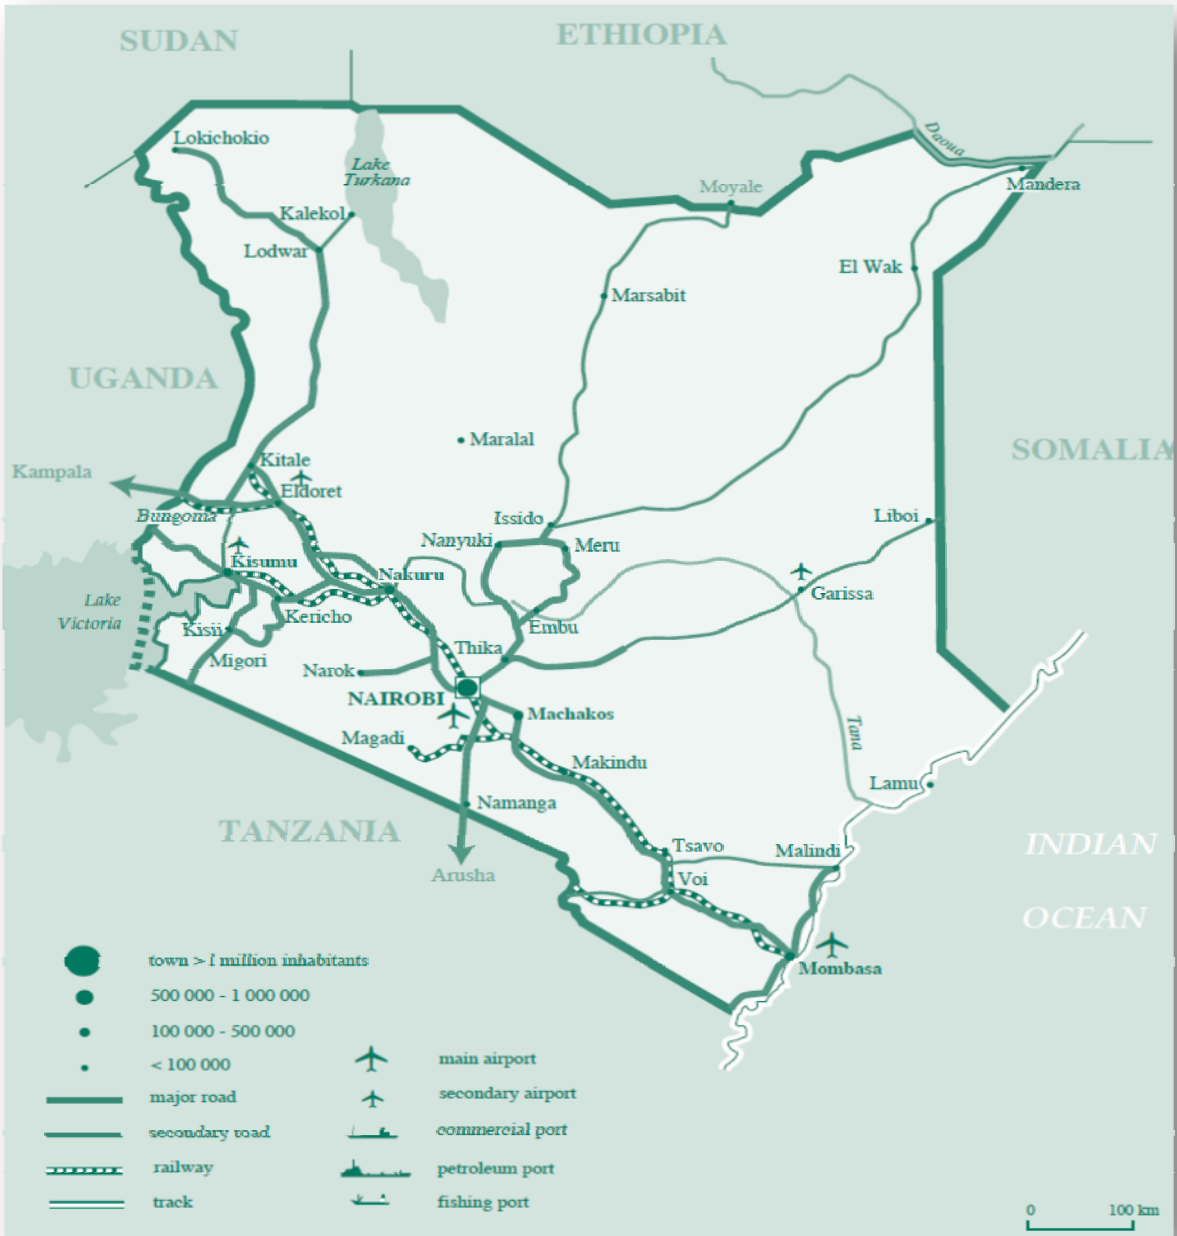 SUDAN
ETHIOPIA
Daoua
Lokichokio
Lake
Turkana
Moyale
Mandera
Kalekol
Lodwar
El Wak
Marsabit
UGANDA
Maralal
SOMALIA
Kitale
Kampala
Eldoret
Bungoma
Issido
Liboi
Nanyuki
Meru
Kisumu
Nakuru
Garissa
Lake
Victoria
Kericho
Kisii
Embu
Thika
Migori
Narok
NAIROBI
Machakos
Magadi
Tana
Makindu
Lamu
Namanga
TANZANIA
Tsavo
Malindi
INDIAN
Arusha
Voi
OCEAN
Mombasa
town > 1 million inhabitants
500 000 - 1 000 000
100 000 - 500 000
< 100 000
major road
secondary road
railway
track
main airport
secondary airport
commercial port
petroleum port
fishing port
0 100 km